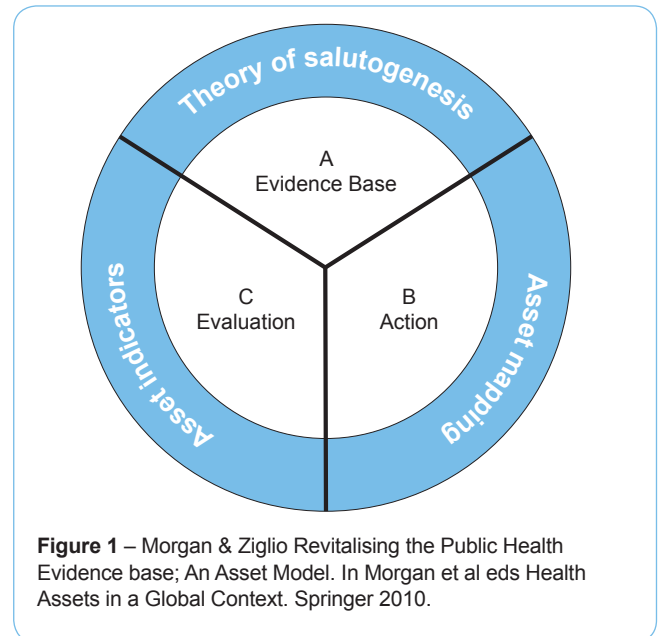 Theory of salutogenesis
A
Evidence Base
C
Evaluation
B
Action
Asset indicators
Asset mapping
Figure 1 – Morgan & Ziglio Revitalising the Public Health
Evidence base; An Asset Model. In Morgan et al eds Health
Assets in a Global Context. Springer 2010.